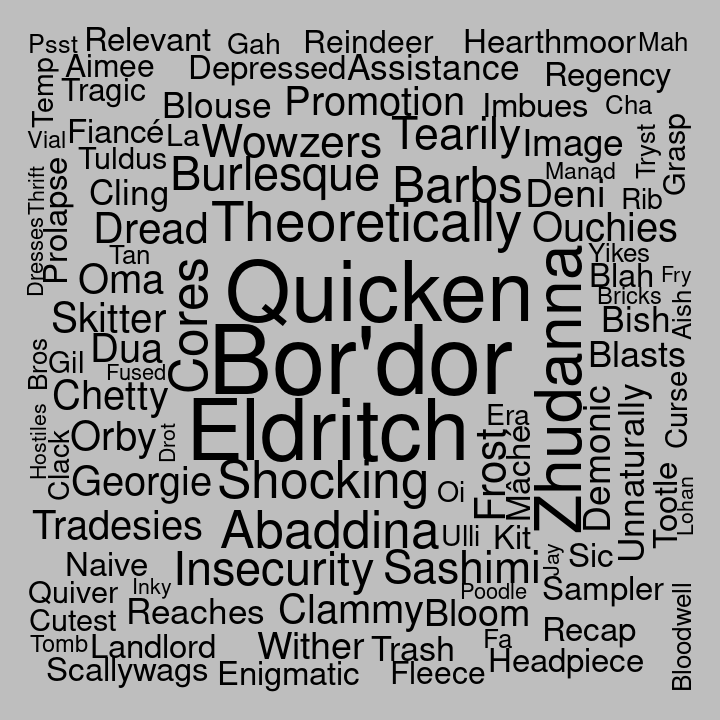 Psst
Relevant
Gah
Reindeer
Hearthmoor
Mah
Temp
Aimee
Depressed
Assistance
Regency
Tragic
Blouse
Promotion
Imbues
Cha
Vial
Fiancé
La
Wowzers
Tearily
Image
Tryst
Grasp
Tuldus
Burlesque
Barbs
Manad
Deni
Rib
Thrift
Prolapse
Cling
Dread
Theoretically
Ouchies
Dresses
Tan
Oma
Cores
Quicken
Zhudanna
Yikes
Blah
Fry
Bricks
Aish
Skitter
Bish
Bros
Dua
Bor'dor
Blasts
Gil
Fused
Chetty
Curse
Hostiles
Clack
Orby
Drot
Eldritch
Era
Frost
Mâché
Demonic
Unnaturally
Georgie
Shocking
Oi
Tootle
Lohan
Tradesies
Abaddina
Ulli
Kit
Naive
Insecurity
Sashimi
Jay
Sic
Quiver
Inky
Poodle
Sampler
Bloodwell
Cutest
Reaches
Clammy
Bloom
Recap
Tomb
Landlord
Wither
Trash
Fa
Headpiece
Scallywags
Enigmatic
Fleece